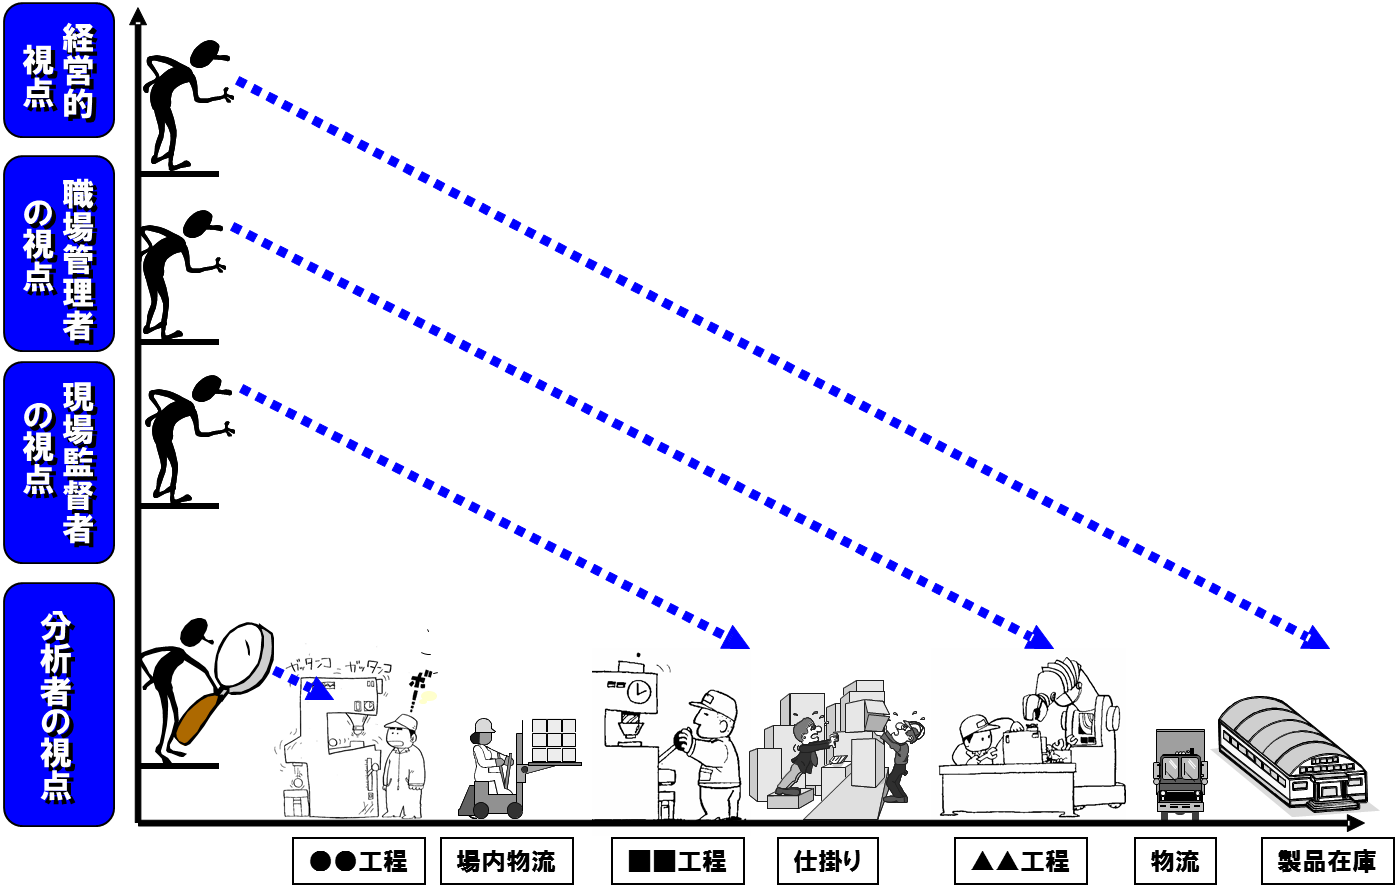 経営的
視点
職場管理者
の視点
現場監督者
の視点
分析者の視点
ガッタンコ ガッタンコ
ボー
●●工程
場内物流
■■工程
仕掛り
▲▲工程
物流
製品在庫